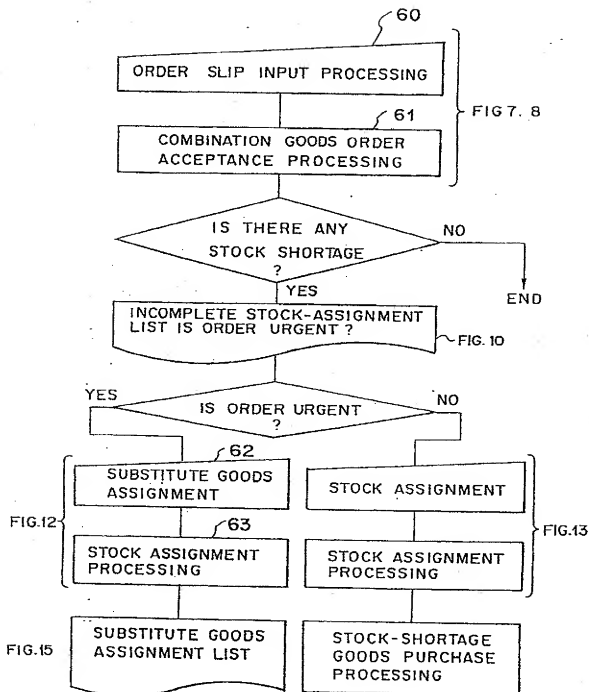 60
ORDER SLIP INPUT PROCESSING
61
FIG 7. 8
COMBINATION GOODS ORDER
ACCEPTANCE PROCESSING
IS THERE ANY
STOCK SHORTAGE
?
NO
YES
END
INCOMPLETE STOCK-ASSIGNMENT
LIST IS ORDER URGENT ?
FIG. 10
YES
IS ORDER URGENT
?
NO
62
SUBSTITUTE GOODS
ASSIGNMENT
STOCK ASSIGNMENT
FIG.12
63
FIG.13
STOCK ASSIGNMENT
PROCESSING
STOCK ASSIGNMENT
PROCESSING
FIG.15
SUBSTITUTE GOODS
ASSIGNMENT LIST
STOCK-SHORTAGE
GOODS PURCHASE
PROCESSING